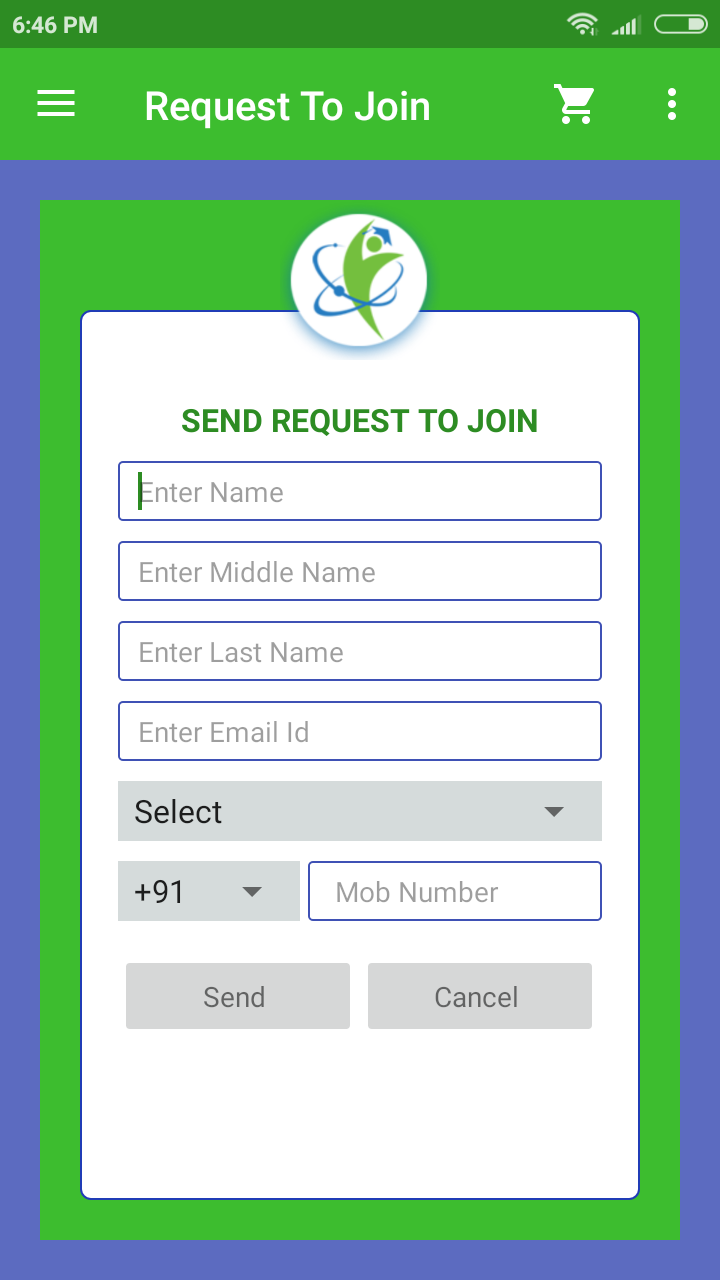 6:46 PM
Request To Join
SEND REQUEST TO JOIN
Enter Name
Enter Middle Name
Enter Last Name
Enter Email Id
Select
+91 Mob Number
Send Cancel